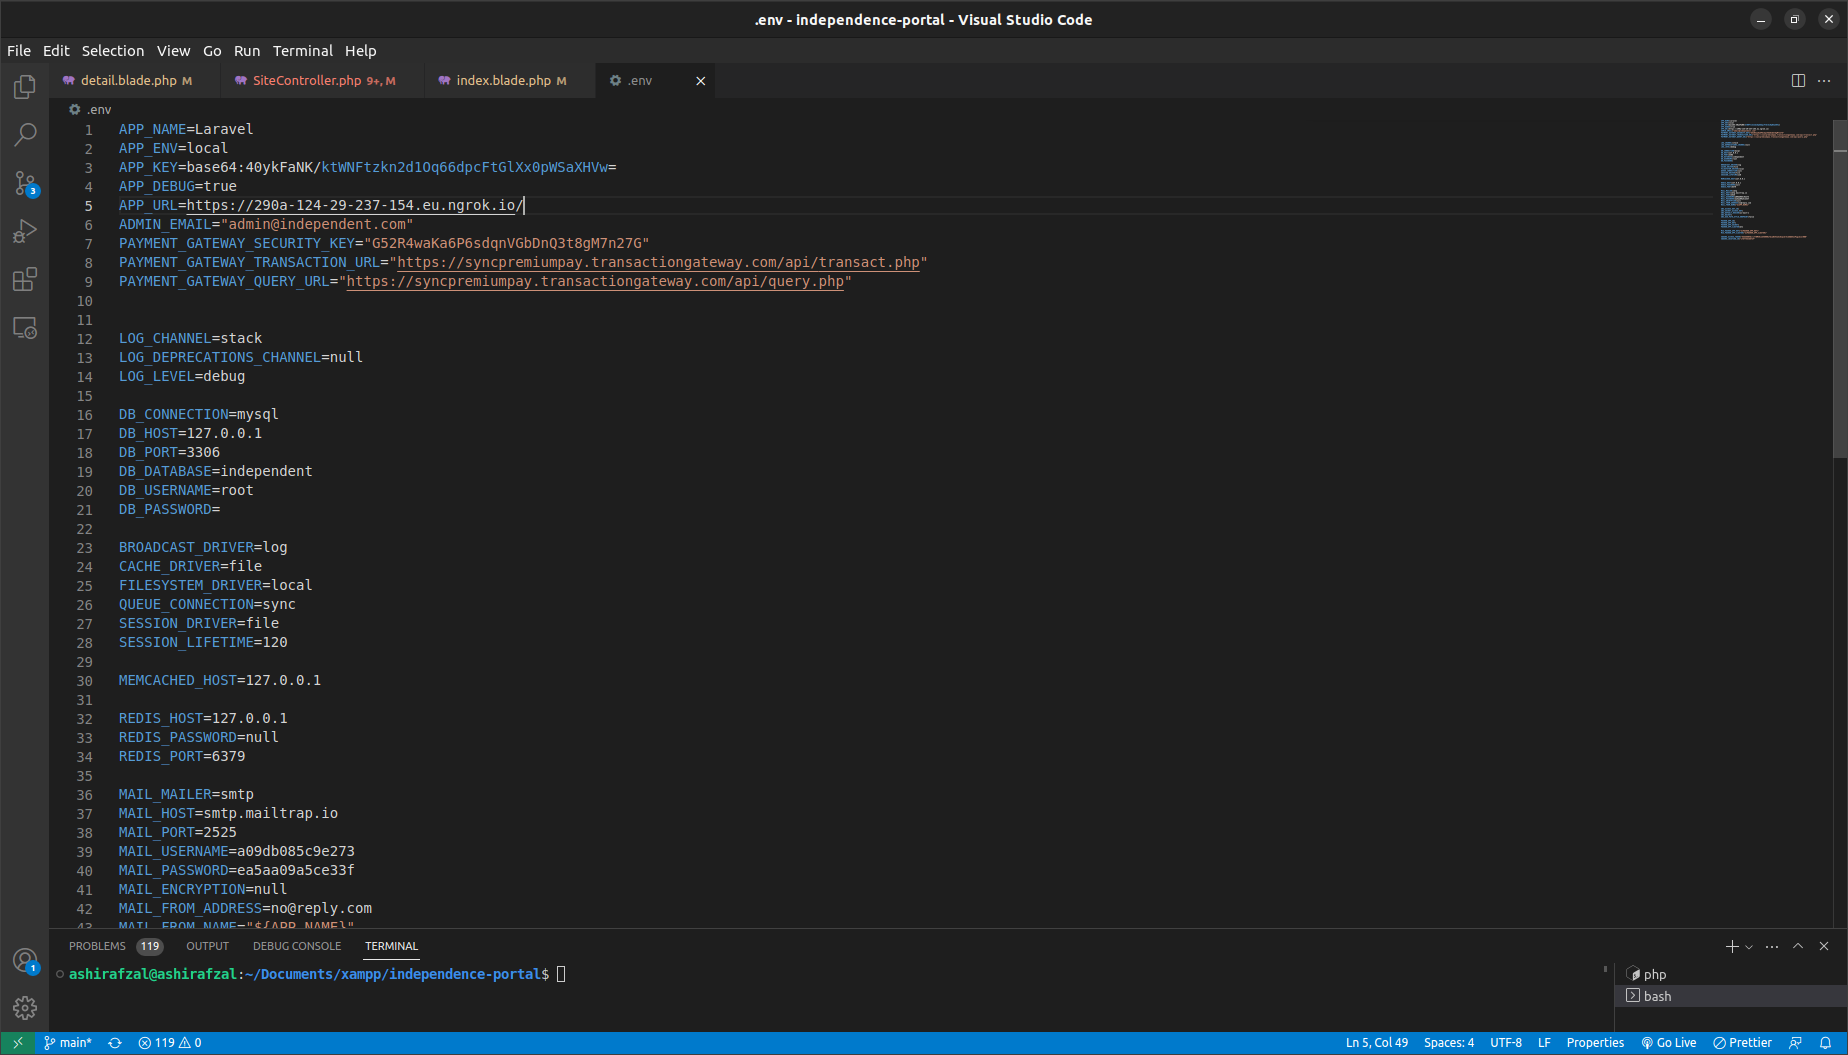 .env - independence-portal - Visual Studio Code
File Edit Selection View Go Run Terminal Help
detail.blade.php M SiteController.php 9+, M index.blade.php M .env
.env
1 APP_NAME=Laravel
2 APP_ENV=local
3 APP_KEY=base64:40ykFaNK/ktWNFtzkn2d1Oq66dpcFtGlXx0pWSaXHVw=
4 APP_DEBUG=true
5 APP_URL=https://290a-124-29-237-154.eu.ngrok.io/
6 ADMIN_EMAIL="admin@independent.com"
7 PAYMENT_GATEWAY_SECURITY_KEY="G52R4waKa6P6sdqnVGbDnQ3t8gM7n27G"
8 PAYMENT_GATEWAY_TRANSACTION_URL="https://syncpremiumpay.transactiongateway.com/api/transact.php"
9 PAYMENT_GATEWAY_QUERY_URL="https://syncpremiumpay.transactiongateway.com/api/query.php"
10
11
12 LOG_CHANNEL=stack
13 LOG_DEPRECATIONS_CHANNEL=null
14 LOG_LEVEL=debug
15
16 DB_CONNECTION=mysql
17 DB_HOST=127.0.0.1
18 DB_PORT=3306
19 DB_DATABASE=independent
20 DB_USERNAME=root
21 DB_PASSWORD=
22
23 BROADCAST_DRIVER=log
24 CACHE_DRIVER=file
25 FILESYSTEM_DRIVER=local
26 QUEUE_CONNECTION=sync
27 SESSION_DRIVER=file
28 SESSION_LIFETIME=120
29
30 MEMCACHED_HOST=127.0.0.1
31
32 REDIS_HOST=127.0.0.1
33 REDIS_PASSWORD=null
34 REDIS_PORT=6379
35
36 MAIL_MAILER=smtp
37 MAIL_HOST=smtp.mailtrap.io
38 MAIL_PORT=2525
39 MAIL_USERNAME=a09db085c9e273
40 MAIL_PASSWORD=ea5aa09a5ce33f
41 MAIL_ENCRYPTION=null
42 MAIL_FROM_ADDRESS=no@reply.com
43 MAIL_FROM_NAME="${APP_NAME}"
3
1
PROBLEMS 119 OUTPUT DEBUG CONSOLE TERMINAL
ashirafzal@ashirafzal:~/Documents/xampp/independence-portal$
php
bash
main* 119 0 Ln 5, Col 49 Spaces: 4 UTF-8 LF Properties Go Live Prettier